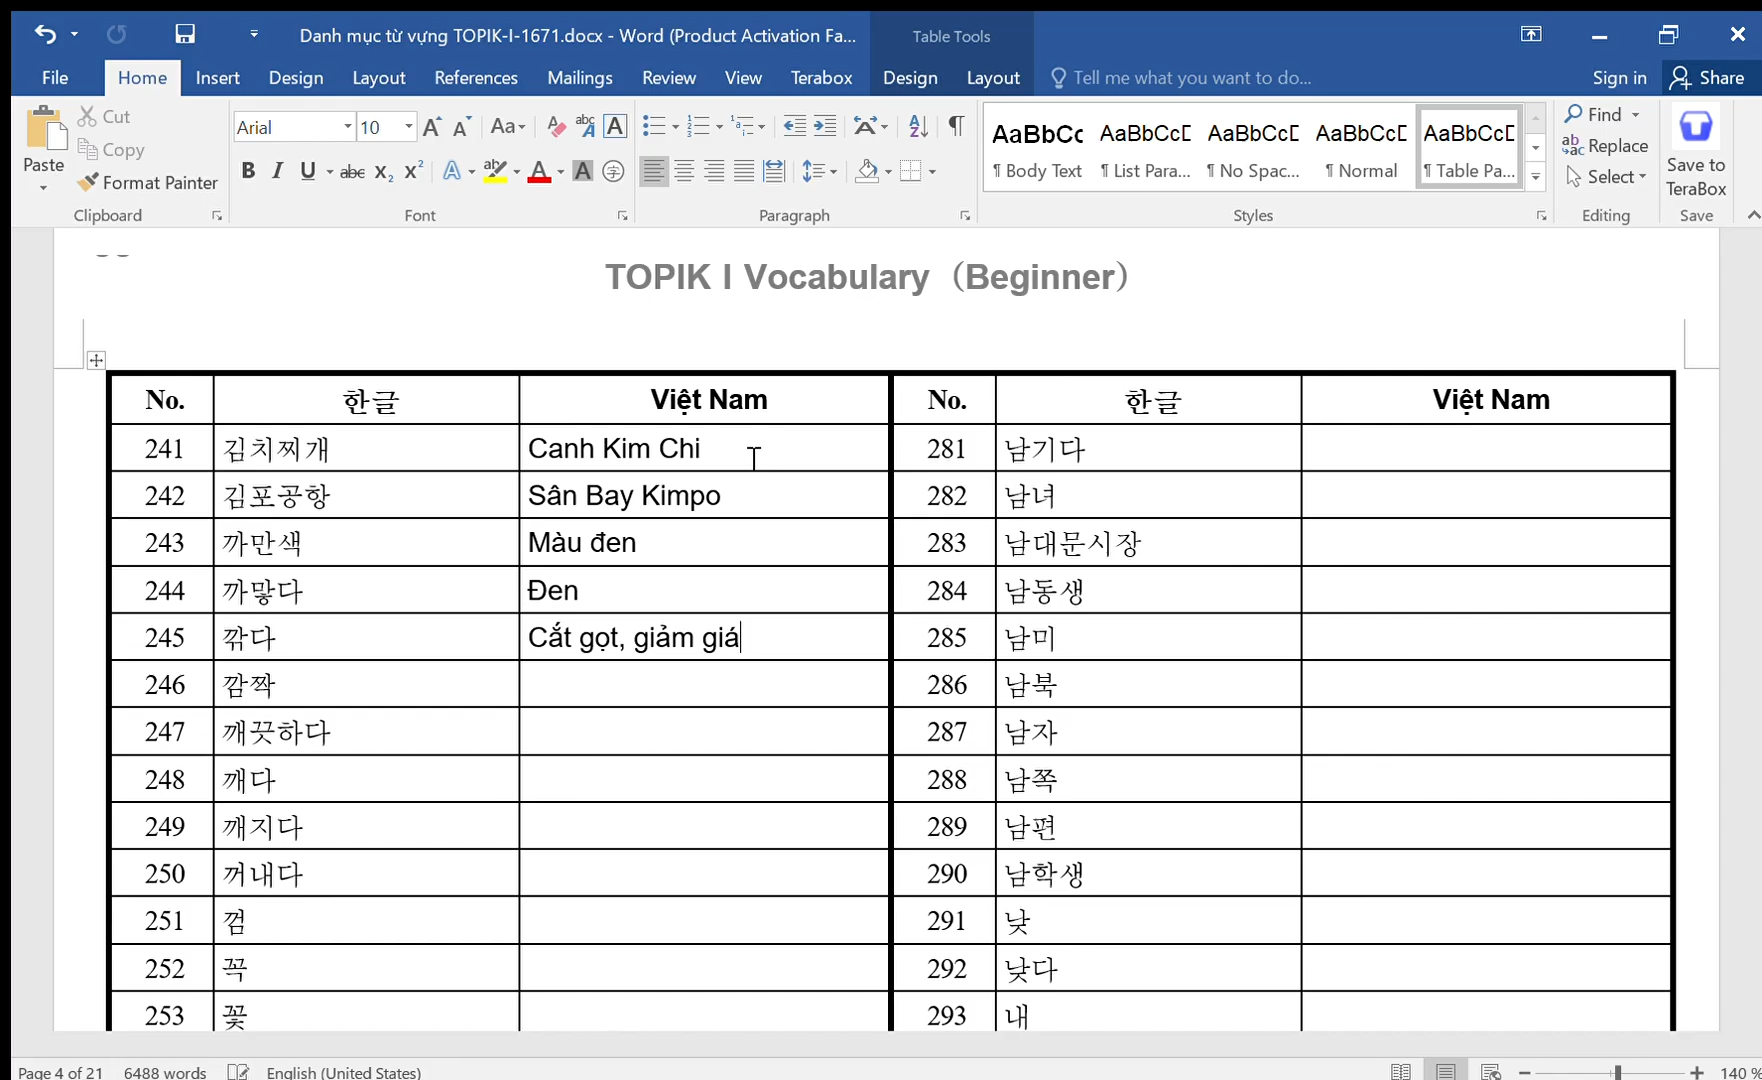 Danh mục từ vựng TOPIK-I-1671.docx - Word (Product Activation Fa...
Table Tools
File Home Insert Design Layout References Mailings Review View Terabox Design Layout Tell me what you want to do... Sign in Share
Paste
Cut
Copy
Format Painter
Clipboard
Arial 10
Font
Paragraph
AaBbCc AaBbCcD AaBbCcD AaBbCcD AaBbCcD
¶ Body Text ¶ List Para... ¶ No Spac... ¶ Normal ¶ Table Pa...
Styles
Find
Replace
Select
Editing
Save to
TeraBox
Save
TOPIK I Vocabulary（Beginner）
No. 한글 Việt Nam No. 한글 Việt Nam
241 김치찌개 Canh Kim Chi 281 남기다
242 김포공항 Sân Bay Kimpo 282 남녀
243 까만색 Màu đen 283 남대문시장
244 까맣다 Đen 284 남동생
245 깎다 Cắt gọt, giảm giá 285 남미
246 깜짝 286 남북
247 깨끗하다 287 남자
248 깨다 288 남쪽
249 깨지다 289 남편
250 꺼내다 290 남학생
251 껌 291 낮
252 꼭 292 낮다
253 꽃 293 내
Page 4 of 21 6488 words English (United States) 140 %